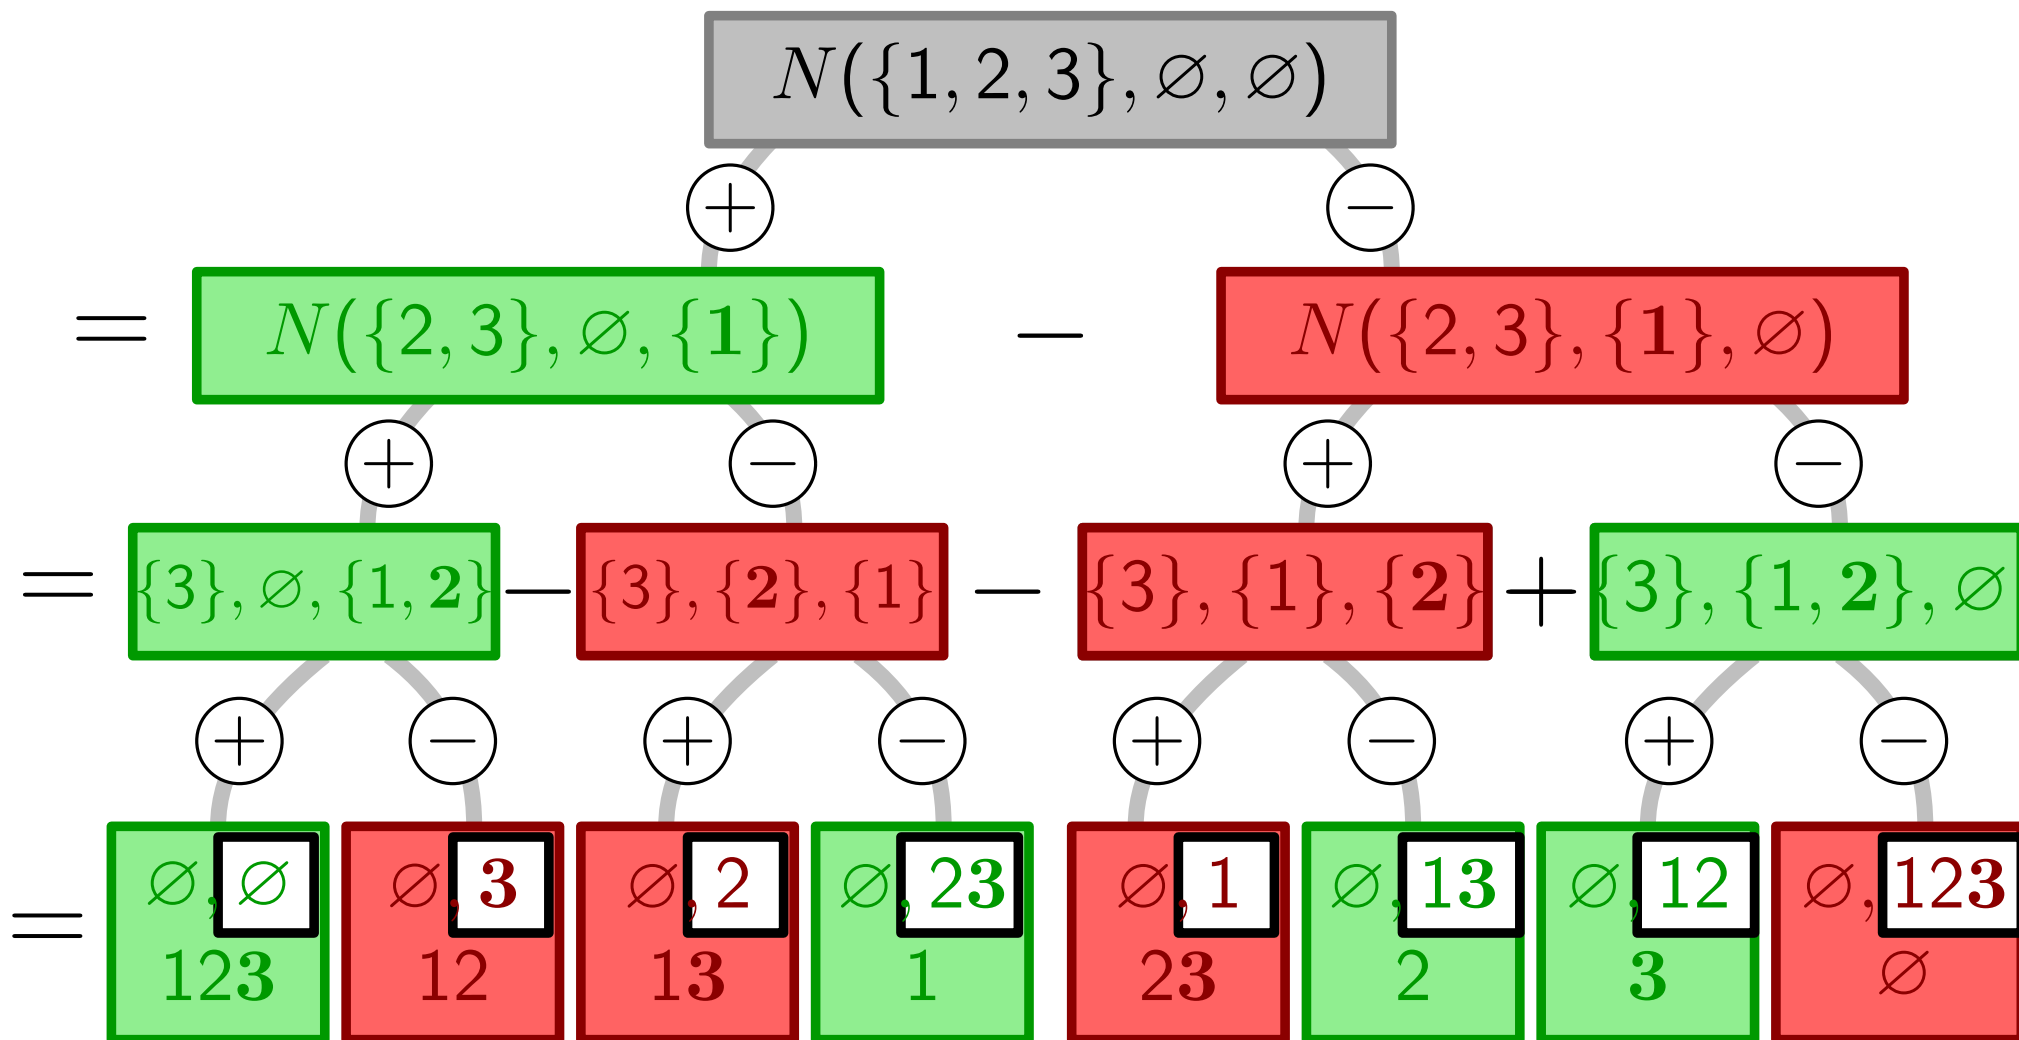 N({1, 2, 3}, ∅, ∅)
+ −
= N({2, 3}, ∅, {1}) − N({2, 3}, {1}, ∅)
+ − + −
= {3}, ∅, {1, 2} − {3}, {2}, {1} − {3}, {1}, {2} + {3}, {1, 2}, ∅
+ − + − + − + −
= ∅, ∅ ∅, 3 ∅, 2 ∅, 23 ∅, 1 ∅, 13 ∅, 12 ∅, 123
123 12 13 1 23 2 3 ∅